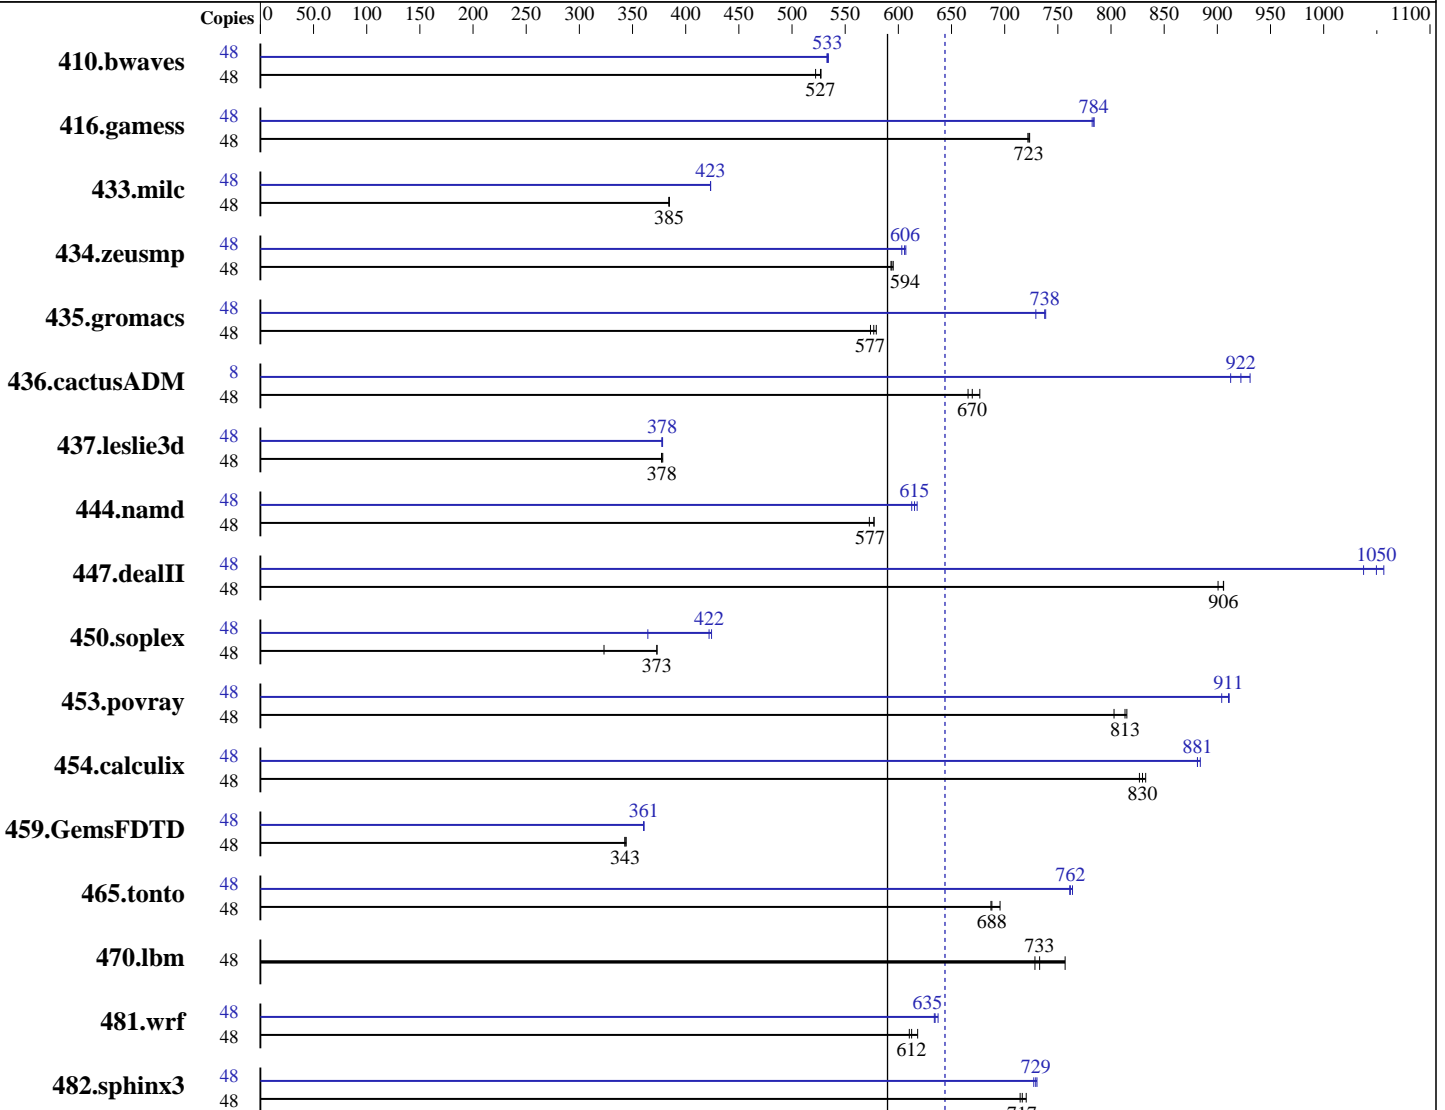 Copies 0 50.0 100 150 200 250 300 350 400 450 500 550 600 650 700 750 800 850 900 950 1000 1100
410.bwaves 48 533
48 527
416.gamess 48 784
48 723
433.milc 48 423
48 385
434.zeusmp 48 606
48 594
435.gromacs 48 738
48 577
436.cactusADM 8 922
48 670
437.leslie3d 48 378
48 378
444.namd 48 615
48 577
447.dealII 48 1050
48 906
450.soplex 48 422
48 373
453.povray 48 911
48 813
454.calculix 48 881
48 830
459.GemsFDTD 48 361
48 343
465.tonto 48 762
48 688
470.lbm 48 733
481.wrf 48 635
48 612
482.sphinx3 48 729
48